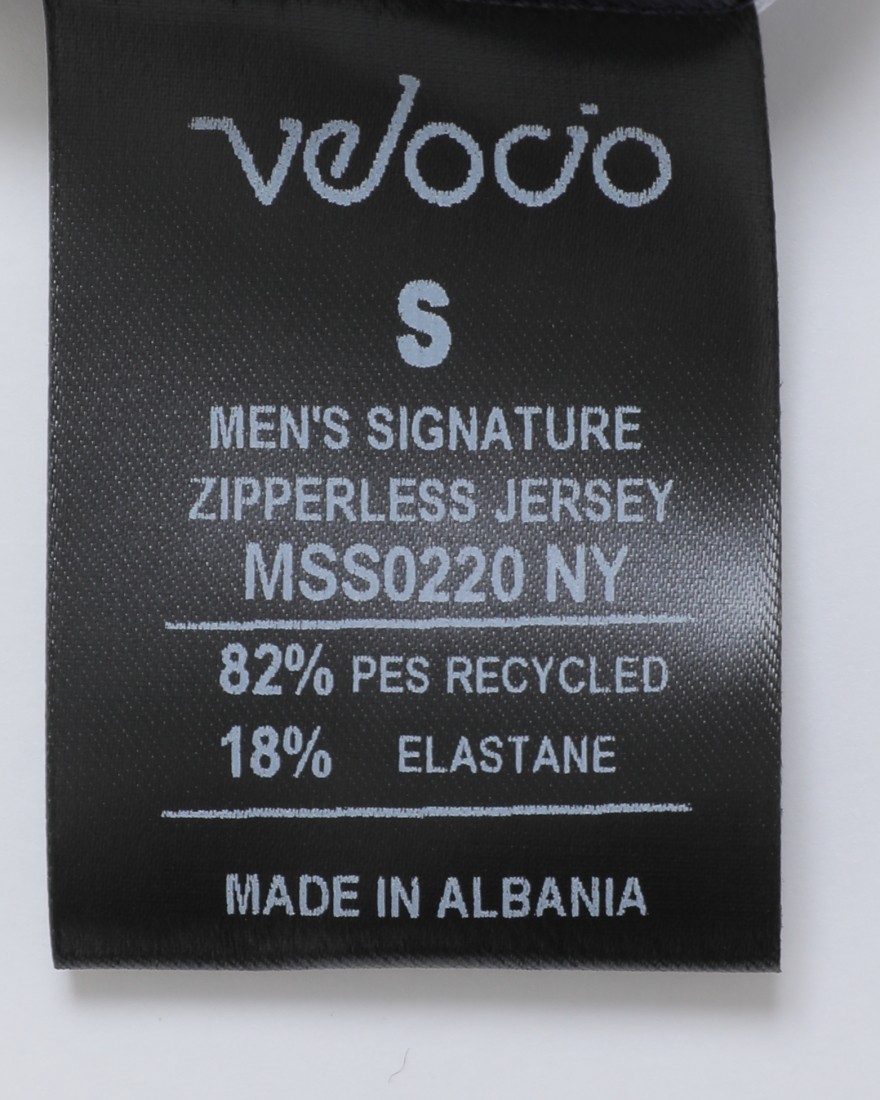 velocio
S
MEN'S SIGNATURE
ZIPPERLESS JERSEY
MSS0220 NY
82% PES RECYCLED
18% ELASTANE
MADE IN ALBANIA